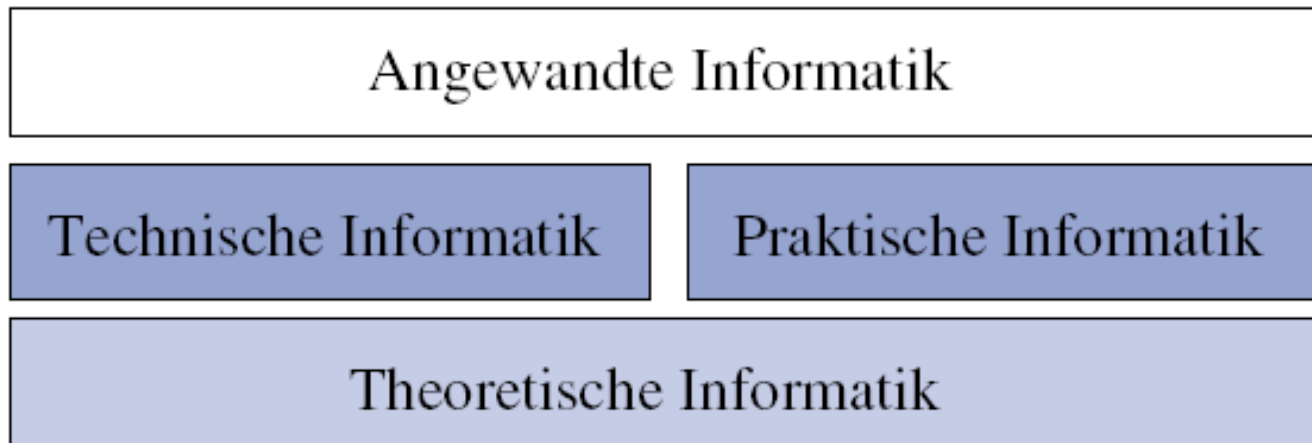 Angewandte Informatik
Technische Informatik
Praktische Informatik
Theoretische Informatik